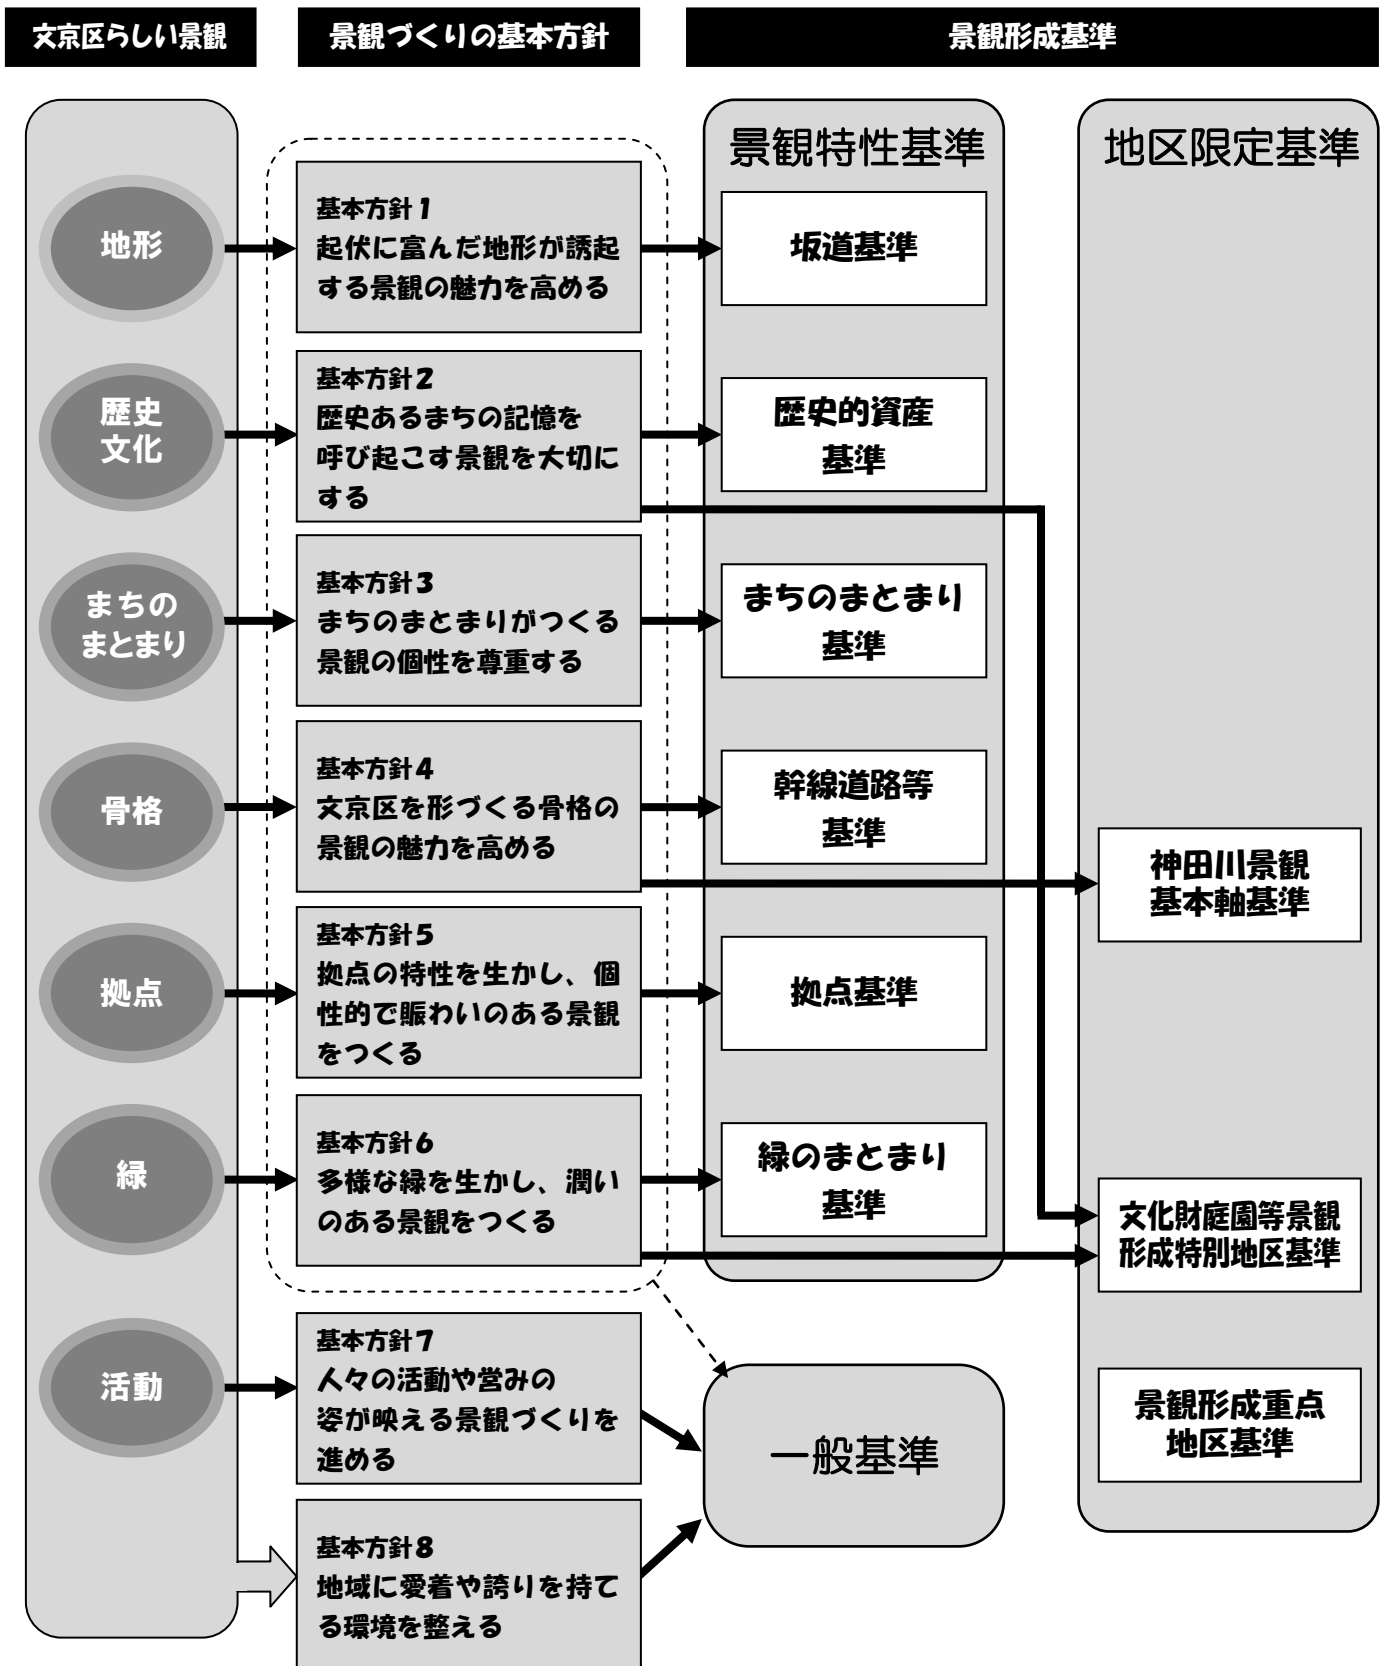 文京区らしい景観
景観づくりの基本方針
景観形成基準
地形
歴史
文化
まちの
まとまり
骨格
拠点
緑
活動
基本方針1
起伏に富んだ地形が誘起
する景観の魅力を高める
基本方針2
歴史あるまちの記憶を
呼び起こす景観を大切に
する
基本方針3
まちのまとまりがつくる
景観の個性を尊重する
基本方針4
文京区を形づくる骨格の
景観の魅力を高める
基本方針5
拠点の特性を生かし、個
性的で賑わいのある景観
をつくる
基本方針6
多様な緑を生かし、潤い
のある景観をつくる
基本方針7
人々の活動や営みの
姿が映える景観づくりを
進める
基本方針8
地域に愛着や誇りを持て
る環境を整える
景観特性基準
坂道基準
歴史的資産
基準
まちのまとまり
基準
幹線道路等
基準
拠点基準
緑のまとまり
基準
一般基準
地区限定基準
神田川景観
基本軸基準
文化財庭園等景観
形成特別地区基準
景観形成重点
地区基準